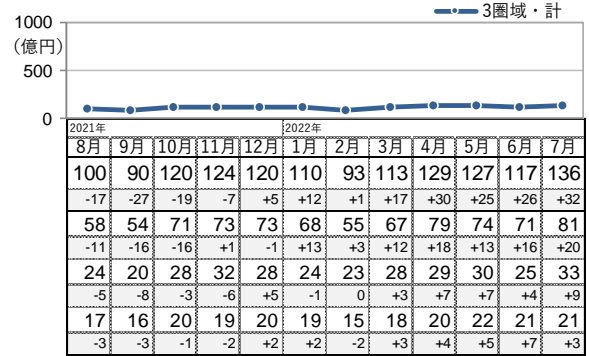 3圏域・計
1000
(億円)
500
0
2021年 2022年
8月 9月 10月 11月 12月 1月 2月 3月 4月 5月 6月 7月
100 90 120 124 120 110 93 113 129 127 117 136
-17 -27 -19 -7 +5 +12 +1 +17 +30 +25 +26 +32
58 54 71 73 73 68 55 67 79 74 71 81
-11 -16 -16 +1 -1 +13 +3 +12 +18 +13 +16 +20
24 20 28 32 28 24 23 28 29 30 25 33
-5 -8 -3 -6 +5 -1 0 +3 +7 +7 +4 +9
17 16 20 19 20 19 15 18 20 22 21 21
-3 -3 -1 -2 +2 +2 -2 +3 +4 +5 +7 +3